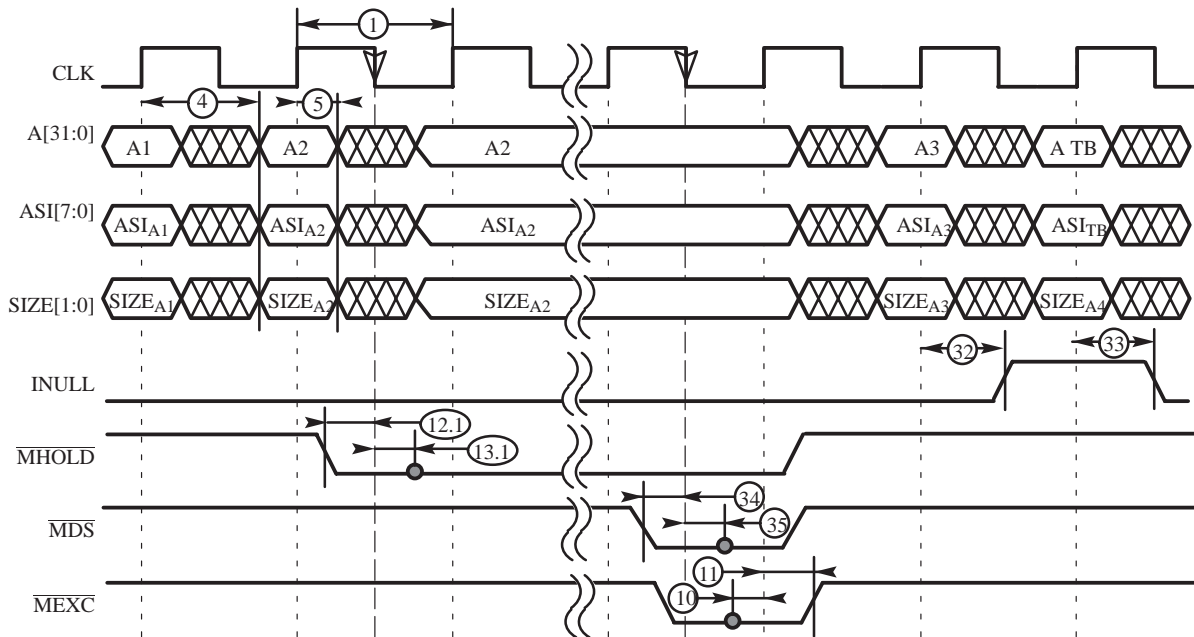 1
CLK
4
5
A[31:0]
A1
A2
A2
A3
A TB
ASI[7:0]
ASIA1
ASIA2
ASIA2
ASIA3
ASITB
SIZE[1:0]
SIZEA1
SIZEA2
SIZEA2
SIZEA3
SIZEA4
32
33
INULL
12.1
MHOLD
13.1
34
MDS
35
11
MEXC
10